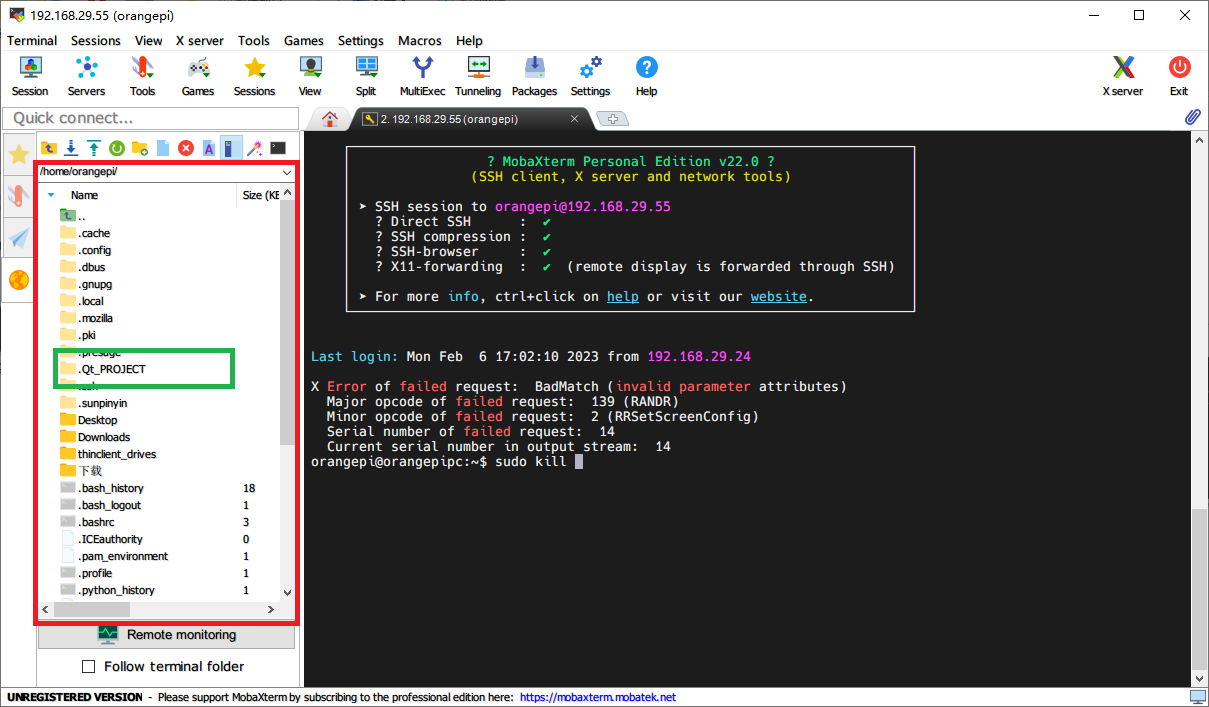 192.168.29.55 (orangepi)
Terminal Sessions View X server Tools Games Settings Macros Help
Session Servers Tools Games Sessions View Split MultiExec Tunneling Packages Settings Help X server Exit
Quick connect...
2. 192.168.29.55 (orangepi)
/home/orangepi/
Name Size (KB
..
.cache
.config
.dbus
.gnupg
.local
.mozilla
.pki
.presage
.Qt_PROJECT
.ssh
.sunpinyin
Desktop
Downloads
thinclient_drives
下载
.bash_history 18
.bash_logout 1
.bashrc 3
.ICEauthority 0
.pam_environment 1
.profile 1
.python_history 1
Remote monitoring
Follow terminal folder
? MobaXterm Personal Edition v22.0 ?
(SSH client, X server and network tools)
➤ SSH session to orangepi@192.168.29.55
? Direct SSH : ✔
? SSH compression : ✔
? SSH-browser : ✔
? X11-forwarding : ✔ (remote display is forwarded through SSH)
➤ For more info, ctrl+click on help or visit our website.
Last login: Mon Feb 6 17:02:10 2023 from 192.168.29.24
X Error of failed request: BadMatch (invalid parameter attributes)
Major opcode of failed request: 139 (RANDR)
Minor opcode of failed request: 2 (RRSetScreenConfig)
Serial number of failed request: 14
Current serial number in output stream: 14
orangepi@orangepipc:~$ sudo kill
UNREGISTERED VERSION - Please support MobaXterm by subscribing to the professional edition here: https://mobaxterm.mobatek.net